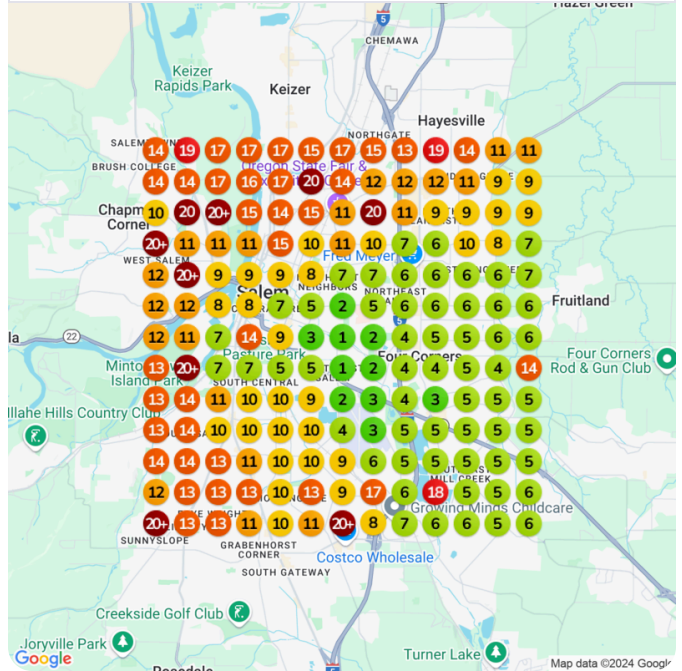 Hazel Green
5
CHEMAWA
Keizer
Rapids Park
Keizer
Hayesville
NORTHGATE
14 19 17 17 17 15 17 15 13 19 14 11 11
BRUSH COLLEGE
Oregon State Fair &
14 14 17 16 17 20 14 12 12 12 11 9 9
10 20 20+ 15 14 15 11 20 11 9 9 9 9
Corner
20+ 11 11 11 15 10 11 10 7 6 10 8 7
Fred Meyer
WEST SALEM
12 20+ 9 9 9 8 7 7 6 6 6 6 7
Salem
NEIGHBORS
NORTHEAST
12 12 8 8 7 5 2 5 6 6 6 6 6
Fruitland
5
la
22
12 11 7 14 9 3 1 2 4 5 5 6 6
Pasture Park
Four Corners
Four Corners
Rod & Gun Club
Island Park
13 20+ 7 7 5 5 1 2 4 4 5 4 14
SOUTH CENTRAL
13 14 11 10 10 9 2 3 4 3 5 5 5
Illahe Hills Country Club
13 14 10 10 10 10 4 3 5 5 5 5 5
14 14 13 11 10 10 9 6 5 5 5 5 5
MILL CREEK
12 13 13 13 10 13 9 17 6 18 5 5 6
Growing Minds Childcare
20+ 13 13 11 10 11 20+ 8 7 6 6 5 6
SUNNYSLOPE
GRABENHORST
CORNER
Costco Wholesale
SOUTH GATEWAY
Creekside Golf Club
Joryville Park
Turner Lake
Google
5
Map data ©2024 Google